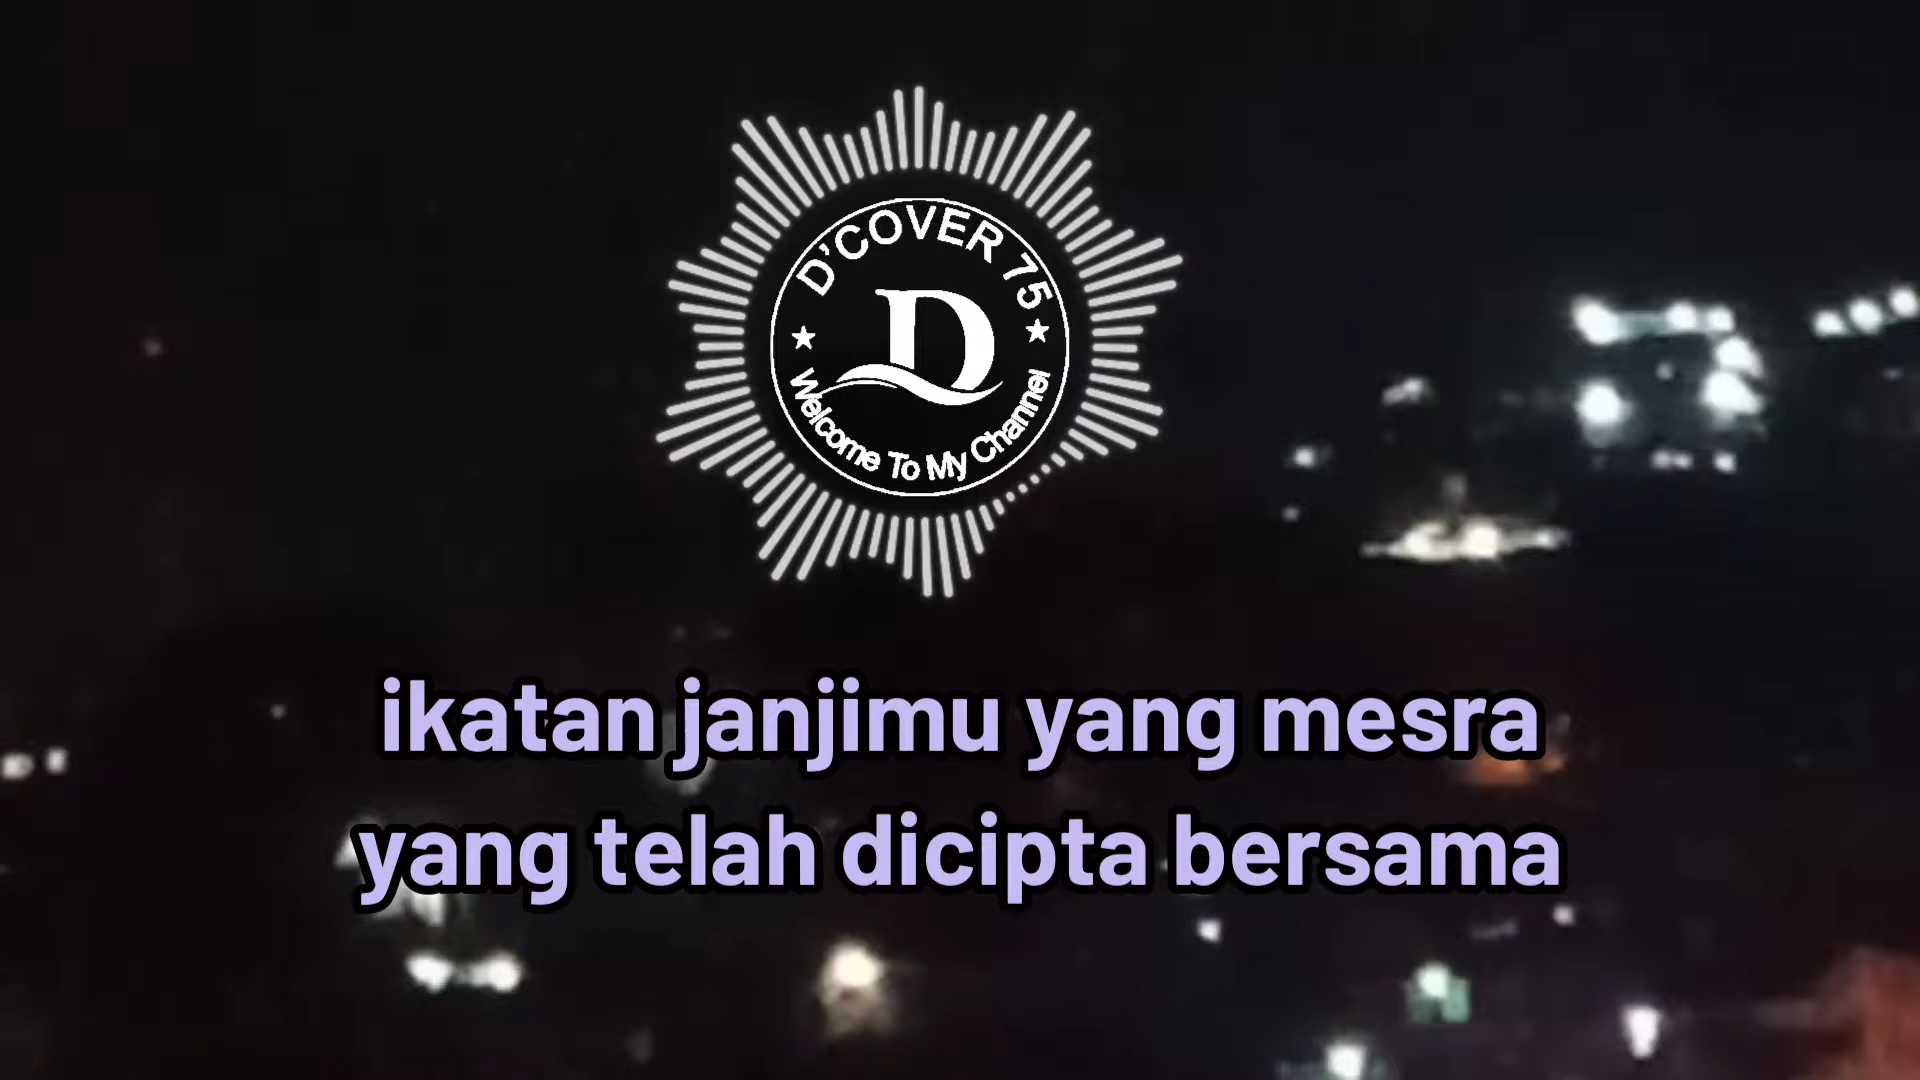 D'COVER 75
D
Welcome To My Channel
ikatan janjimu yang mesra
yang telah dicipta bersama